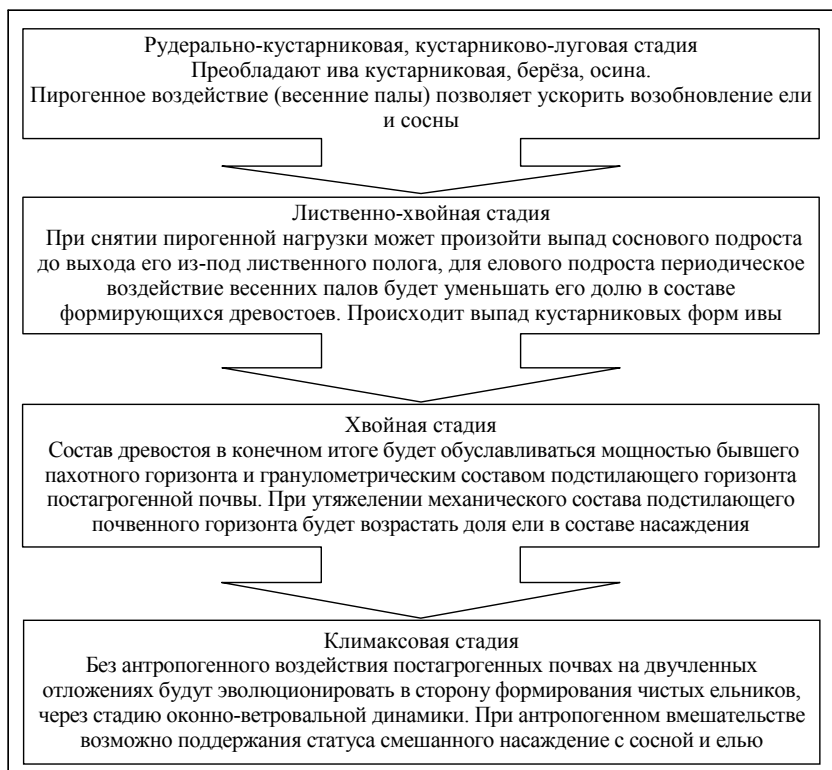 Рудерально-кустарниковая, кустарниково-луговая стадия
Преобладают ива кустарниковая, берёза, осина.
Пирогенное воздействие (весенние палы) позволяет ускорить возобновление ели
и сосны
Лиственно-хвойная стадия
При снятии пирогенной нагрузки может произойти выпад соснового подроста
до выхода его из-под лиственного полога, для елового подроста периодическое
воздействие весенних палов будет уменьшать его долю в составе
формирующихся древостоев. Происходит выпад кустарниковых форм ивы
Хвойная стадия
Состав древостоя в конечном итоге будет обуславливаться мощностью бывшего
пахотного горизонта и гранулометрическим составом подстилающего горизонта
постагрогенной почвы. При утяжелении механического состава подстилающего
почвенного горизонта будет возрастать доля ели в составе насаждения
Климаксовая стадия
Без антропогенного воздействия постагрогенных почвах на двучленных
отложениях будут эволюционировать в сторону формирования чистых ельников,
через стадию оконно-ветровальной динамики. При антропогенном вмешательстве
возможно поддержания статуса смешанного насаждение с сосной и елью